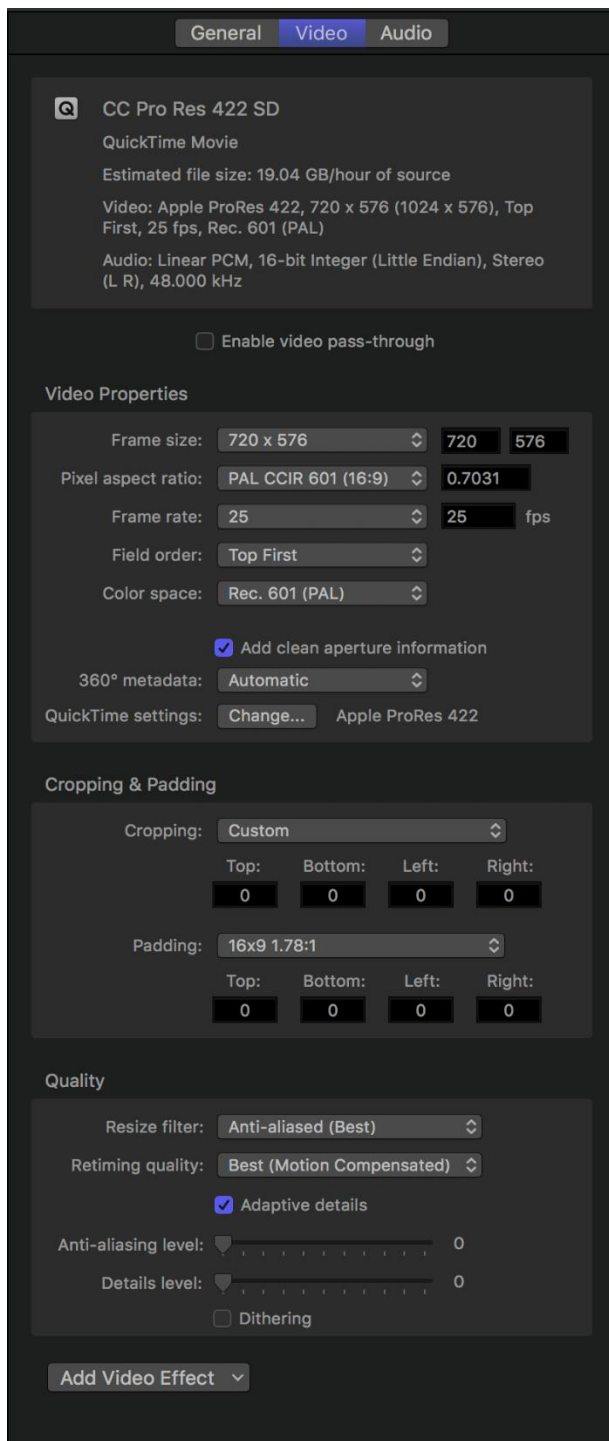 General Video Audio
CC Pro Res 422 SD
QuickTime Movie
Estimated file size: 19.04 GB/hour of source
Video: Apple ProRes 422, 720 x 576 (1024 x 576), Top
First, 25 fps, Rec. 601 (PAL)
Audio: Linear PCM, 16-bit Integer (Little Endian), Stereo
(L R), 48.000 kHz
Enable video pass-through
Video Properties
Frame size: 720 x 576 720 576
Pixel aspect ratio: PAL CCIR 601 (16:9) 0.7031
Frame rate: 25 25 fps
Field order: Top First
Color space: Rec. 601 (PAL)
Add clean aperture information
360° metadata: Automatic
QuickTime settings: Change... Apple ProRes 422
Cropping & Padding
Cropping: Custom
Top: Bottom: Left: Right:
0 0 0 0
Padding: 16x9 1.78:1
Top: Bottom: Left: Right:
0 0 0 0
Quality
Resize filter: Anti-aliased (Best)
Retiming quality: Best (Motion Compensated)
Adaptive details
Anti-aliasing level: 0
Details level: 0
Dithering
Add Video Effect